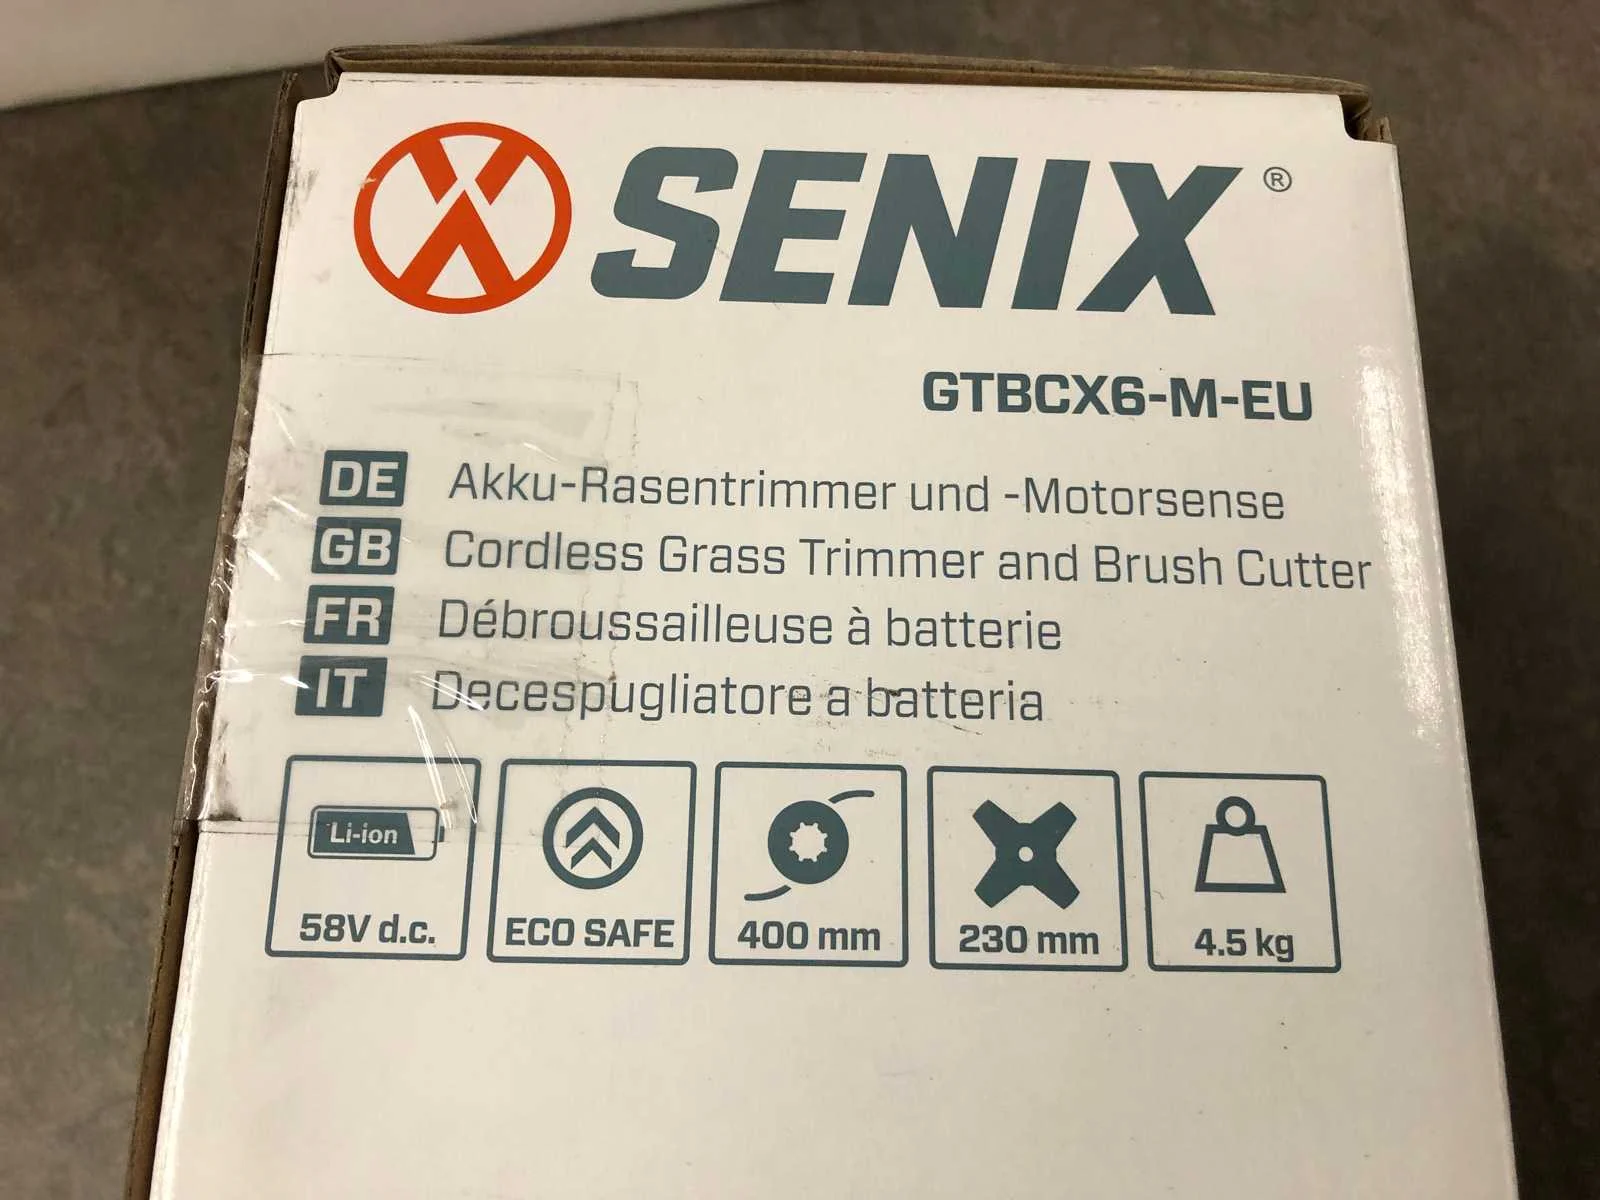 SENIX®
GTBCX6-M-EU
DE Akku-Rasentrimmer und -Motorsense
GB Cordless Grass Trimmer and Brush Cutter
FR Débroussailleuse à batterie
IT Decespugliatore a batteria
Li-ion
58V d.c. ECO SAFE 400 mm 230 mm 4.5 kg